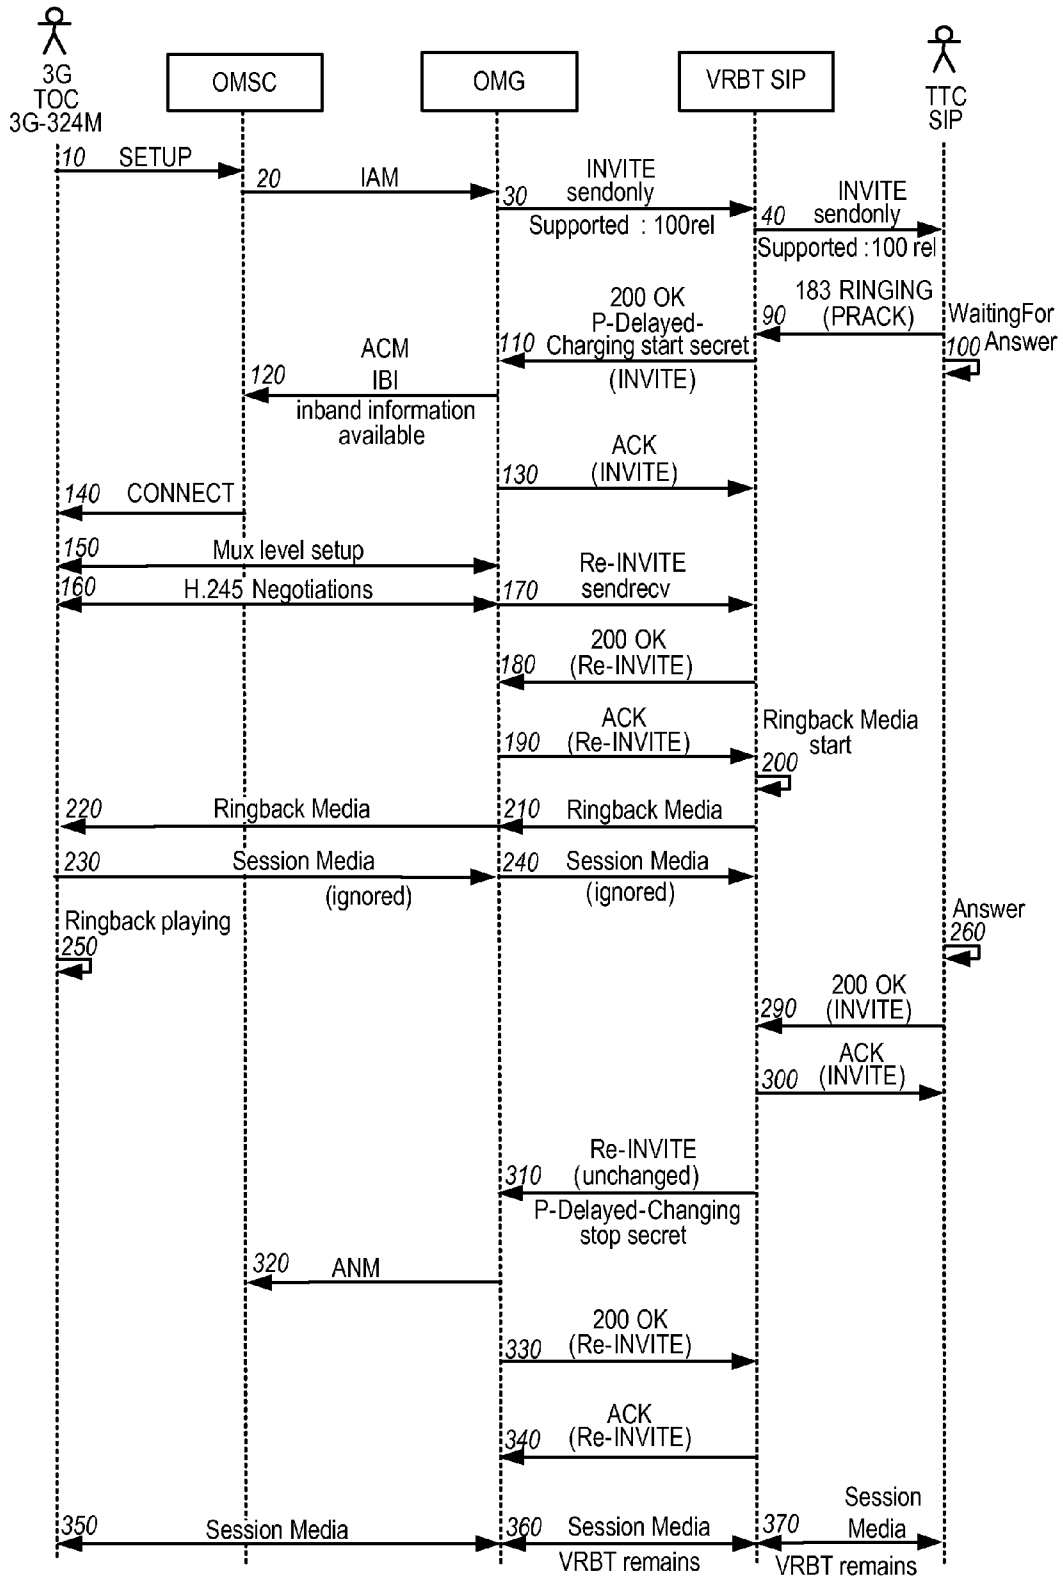 3G
TOC
3G-324M
OMSC
OMG
VRBT SIP
TTC
SIP
10 SETUP
20 IAM
INVITE
30 sendonly
Supported : 100rel
INVITE
40 sendonly
Supported :100 rel
183 RINGING
90 (PRACK)
WaitingFor
100 Answer
200 OK
P-Delayed-
110 Charging start secret
(INVITE)
ACM
120 IBI
inband information
available
ACK
130 (INVITE)
140 CONNECT
150 Mux level setup
160 H.245 Negotiations
Re-INVITE
170 sendrecv
200 OK
180 (Re-INVITE)
ACK
190 (Re-INVITE)
Ringback Media
start
200
220 Ringback Media
210 Ringback Media
230 Session Media
(ignored)
240 Session Media
(ignored)
Ringback playing
250
Answer
260
200 OK
290 (INVITE)
ACK
300 (INVITE)
Re-INVITE
310 (unchanged)
P-Delayed-Changing
stop secret
320 ANM
200 OK
330 (Re-INVITE)
ACK
340 (Re-INVITE)
350 Session Media
360 Session Media
VRBT remains
Session
370 Media
VRBT remains